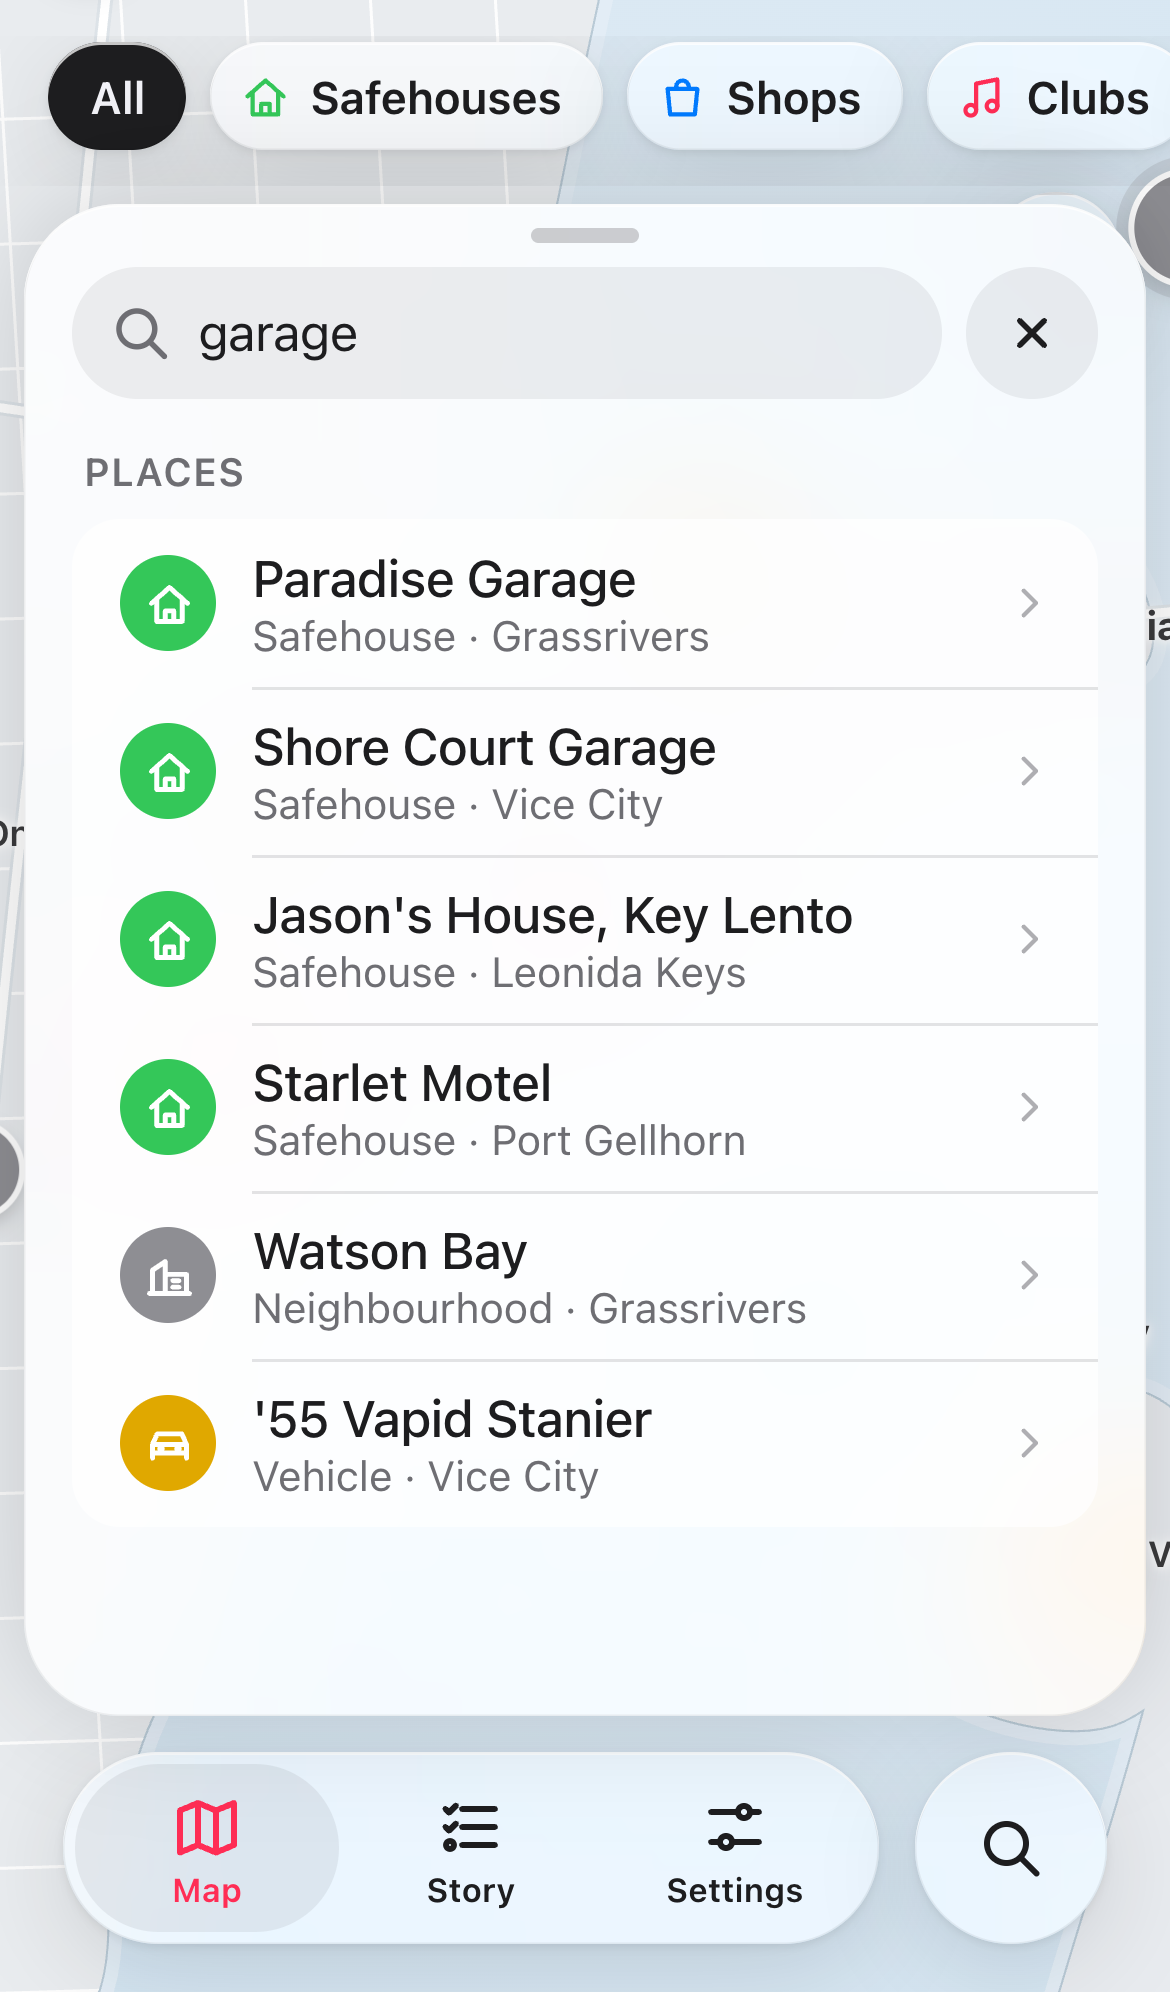 All
Safehouses
Shops
Clubs
garage
PLACES
Paradise Garage
Safehouse · Grassrivers
Shore Court Garage
Safehouse · Vice City
Jason's House, Key Lento
Safehouse · Leonida Keys
Starlet Motel
Safehouse · Port Gellhorn
Watson Bay
Neighbourhood · Grassrivers
'55 Vapid Stanier
Vehicle · Vice City
Map
Story
Settings